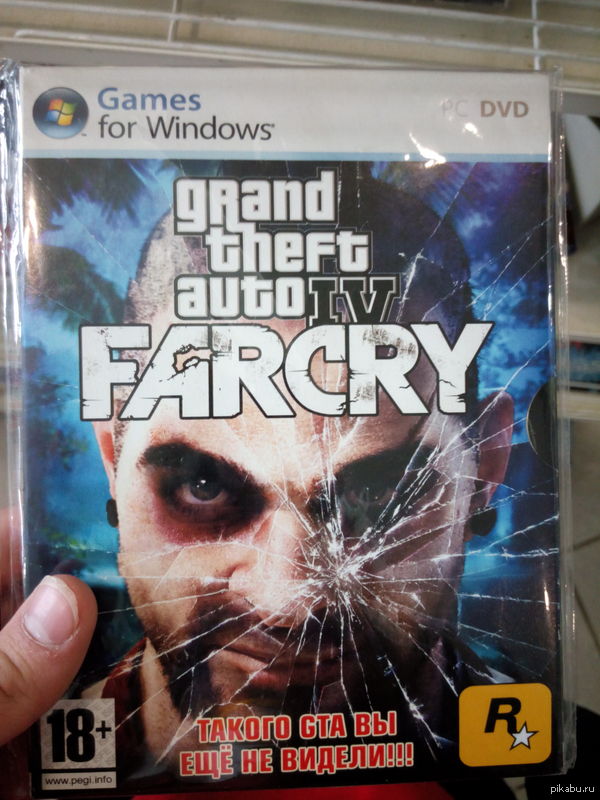 Games
for Windows®
PC DVD
grand
theft
auto IV
FARCRY
18+
www.pegi.info
ТАКОГО GTA ВЫ
ЕЩЁ НЕ ВИДЕЛИ!!!
R
pikabu.ru